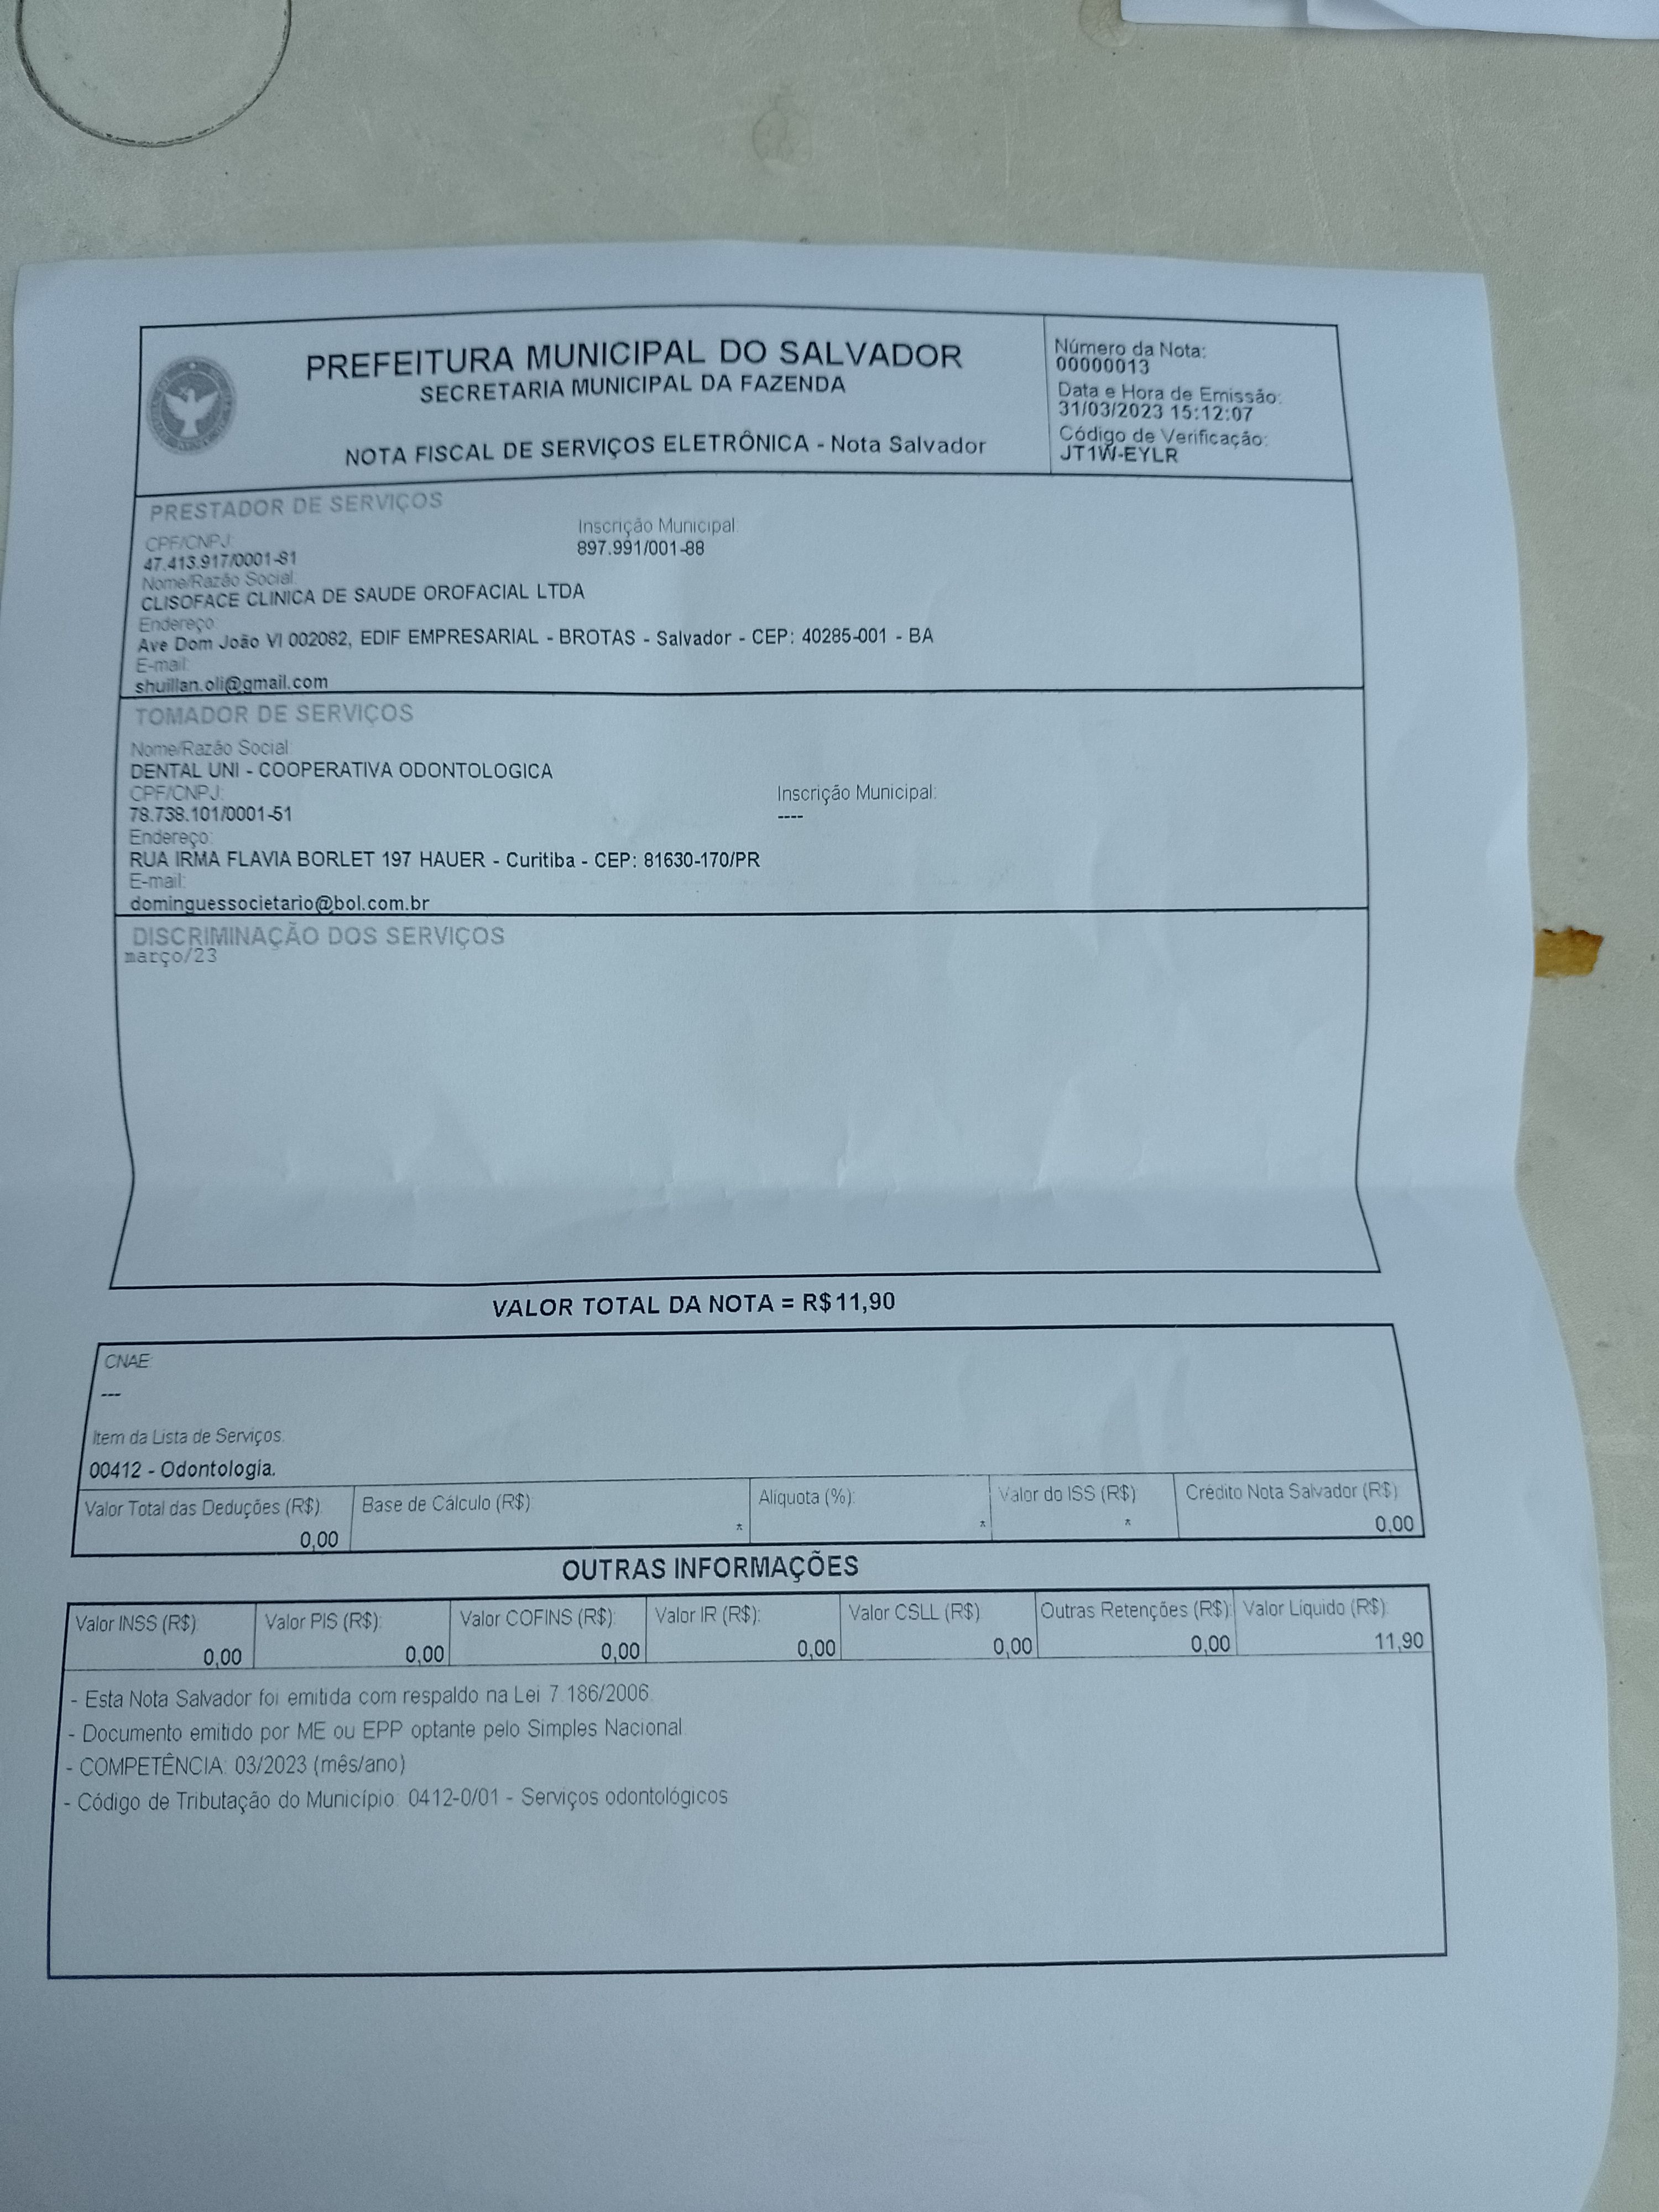 PREFEITURA MUNICIPAL DO SALVADOR
SECRETARIA MUNICIPAL DA FAZENDA
NOTA FISCAL DE SERVIÇOS ELETRÔNICA - Nota Salvador
Número da Nota:
00000013
Data e Hora de Emissão:
31/03/2023 15:12:07
Código de Verificação:
JT1W-EYLR
PRESTADOR DE SERVIÇOS
CPF/CNPJ: Inscrição Municipal:
47.413.917/0001-81 897.991/001-88
Nome/Razão Social:
CLISOFACE CLINICA DE SAUDE OROFACIAL LTDA
Endereço:
Ave Dom João VI 002082, EDIF EMPRESARIAL - BROTAS - Salvador - CEP: 40285-001 - BA
E-mail:
shuillan.oli@gmail.com
TOMADOR DE SERVIÇOS
Nome/Razão Social:
DENTAL UNI - COOPERATIVA ODONTOLOGICA
CPF/CNPJ: Inscrição Municipal:
78.738.101/0001-51 ----
Endereço:
RUA IRMA FLAVIA BORLET 197 HAUER - Curitiba - CEP: 81630-170/PR
E-mail:
dominguessocietario@bol.com.br
DISCRIMINAÇÃO DOS SERVIÇOS
março/23
VALOR TOTAL DA NOTA = R$11,90
CNAE:
---
Item da Lista de Serviços:
00412 - Odontologia.
Valor Total das Deduções (R$): Base de Cálculo (R$): Alíquota (%): Valor do ISS (R$): Crédito Nota Salvador (R$):
0,00 * * * 0,00
OUTRAS INFORMAÇÕES
Valor INSS (R$): Valor PIS (R$): Valor COFINS (R$): Valor IR (R$): Valor CSLL (R$): Outras Retenções (R$): Valor Líquido (R$):
0,00 0,00 0,00 0,00 0,00 0,00 11,90
- Esta Nota Salvador foi emitida com respaldo na Lei 7.186/2006.
- Documento emitido por ME ou EPP optante pelo Simples Nacional.
- COMPETÊNCIA: 03/2023 (mês/ano)
- Código de Tributação do Município: 0412-0/01 - Serviços odontológicos